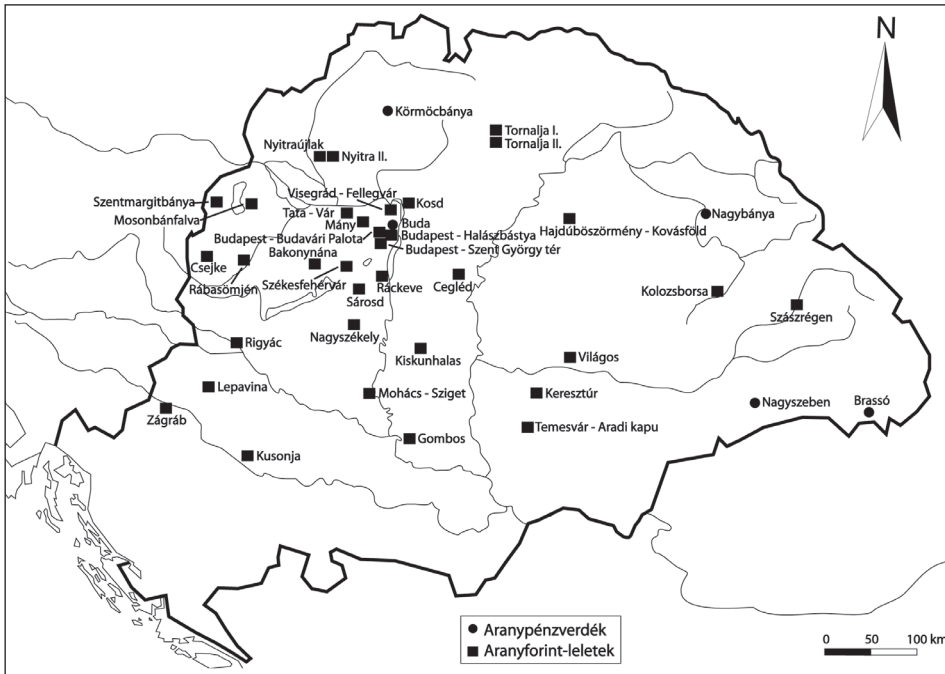 N
Körmöcbánya
Tornalja I.
Tornalja II.
Nyitraújlak
Nyitra II.
Szentmargitbánya
Mosonbánfalva
Visegrád - Fellegvár
Kosd
Tata - Vár
Mány
Buda
Nagybánya
Hajdúböszörmény - Kovásföld
Budapest - Budavári Palota
Budapest - Halászbástya
Budapest - Szent György tér
Bakonynána
Csejke
Rábasömjén
Székesfehérvár
Ráckeve
Cegléd
Sárosd
Kolozsborsa
Szászrégen
Nagyszékely
Rigyác
Kiskunhalas
Világos
Lepavina
Mohács - Sziget
Keresztúr
Nagyszeben
Brassó
Zágráb
Temesvár - Aradi kapu
Gombos
Kusonja
Aranypénzverdék
Aranyforint-leletek
0 50 100 km